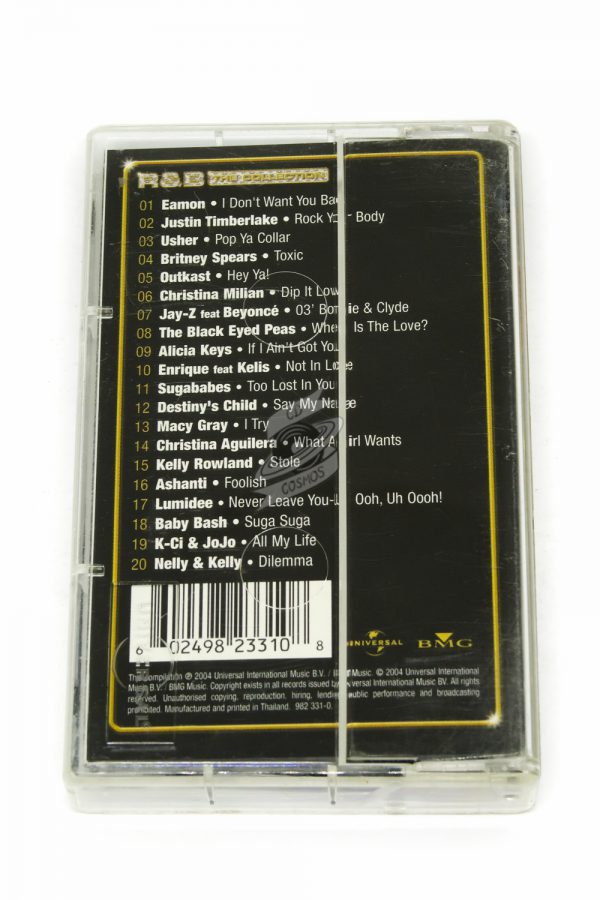 R&B THE COLLECTION
01 Eamon • I Don't Want You Bac
02 Justin Timberlake • Rock Your Body
03 Usher • Pop Ya Collar
04 Britney Spears • Toxic
05 Outkast • Hey Ya!
06 Christina Milian • Dip It Low
07 Jay-Z feat Beyoncé • 03' Bonnie & Clyde
08 The Black Eyed Peas • Where Is The Love?
09 Alicia Keys • If I Ain't Got You
10 Enrique feat Kelis • Not In Love
11 Sugababes • Too Lost In You
12 Destiny's Child • Say My Name
13 Macy Gray • I Try
14 Christina Aguilera • What A Girl Wants
15 Kelly Rowland • Stole
16 Ashanti • Foolish
17 Lumidee • Never Leave You-U Ooh, Uh Oooh!
18 Baby Bash • Suga Suga
19 K-Ci & JoJo • All My Life
20 Nelly & Kelly • Dilemma
CD COSMOS
6 02498 23310 8
UNIVERSAL BMG
This Compilation ℗ 2004 Universal International Music B.V. / BMG Music. © 2004 Universal International Music BV. All rights
Music B.V. / BMG Music. Copyright exists in all records issued by Universal International Music BV. All rights
reserved. Unauthorised copying, reproduction, hiring, lending, public performance and broadcasting
prohibited. Manufactured and printed in Thailand. 982 331-0